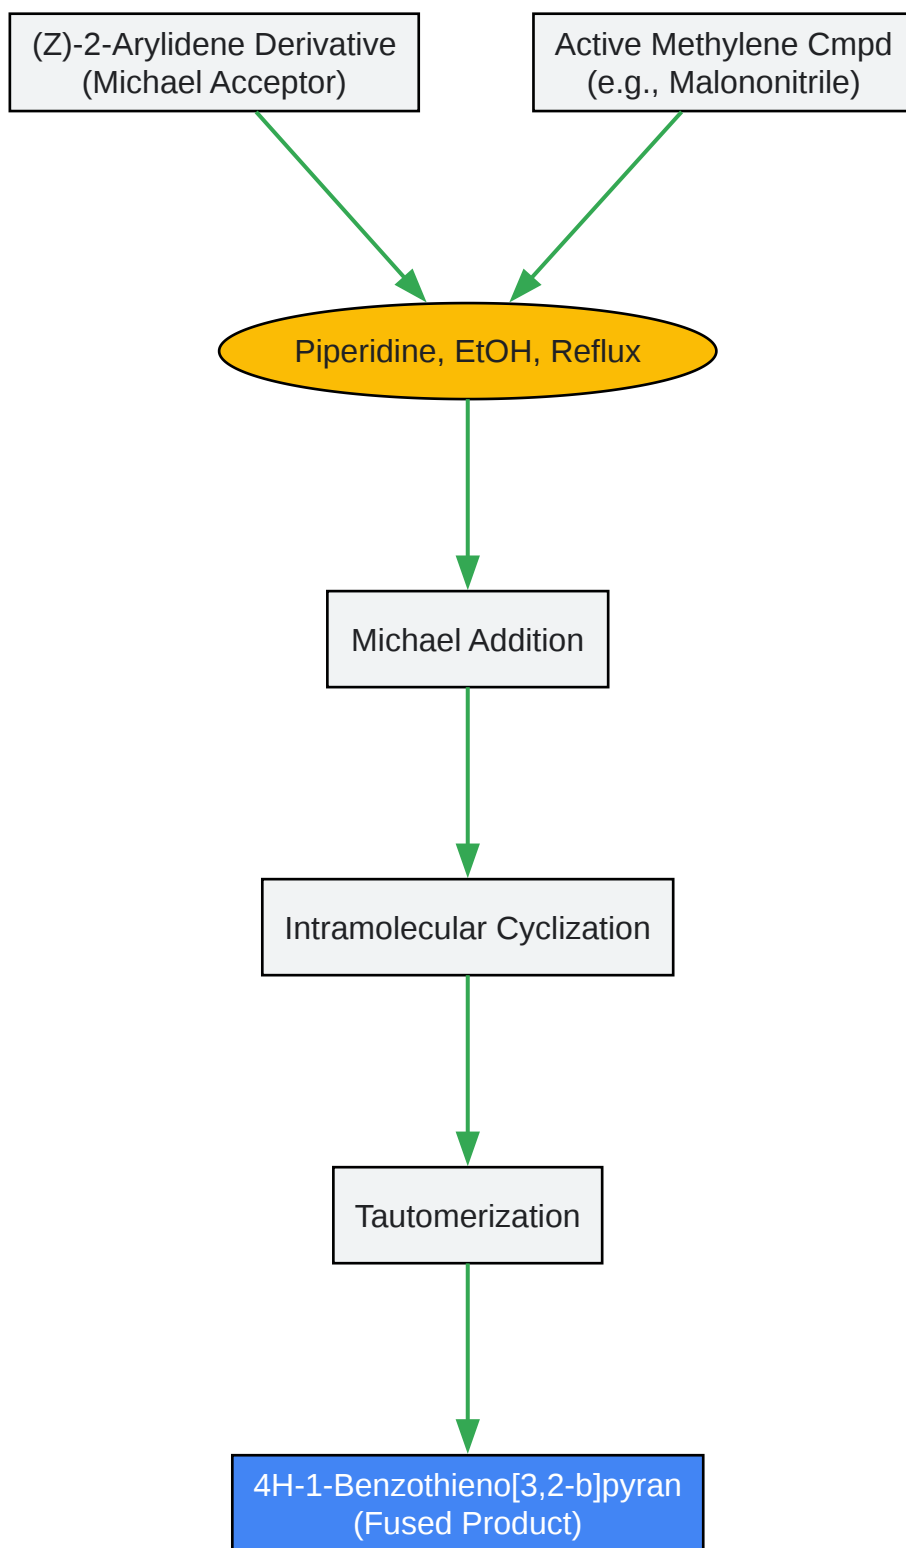 (Z)-2-Arylidene Derivative
(Michael Acceptor)
Active Methylene Cmpd
(e.g., Malononitrile)
Piperidine, EtOH, Reflux
Michael Addition
Intramolecular Cyclization
Tautomerization
4H-1-Benzothieno[3,2-b]pyran
(Fused Product)